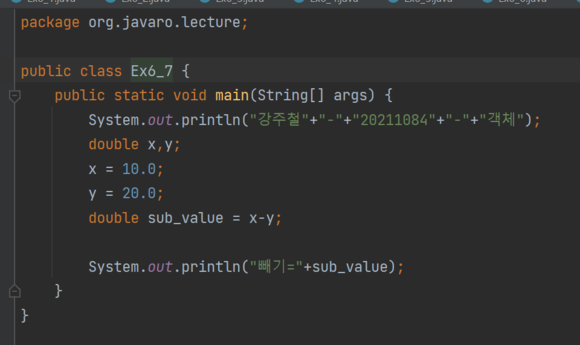 package org.javaro.lecture;
public class Ex6_7 {
public static void main(String[] args) {
System.out.println("강주철"+"-"+"20211084"+"-"+"객체");
double x,y;
x = 10.0;
y = 20.0;
double sub_value = x-y;
System.out.println("빼기="+sub_value);
}
}